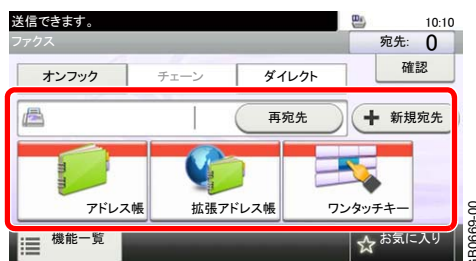 送信できます。
10:10
ファクス
宛先: 0
オンフック
チェーン
ダイレクト
確認
再宛先
＋ 新規宛先
アドレス帳
拡張アドレス帳
ワンタッチキー
機能一覧
お気に入り